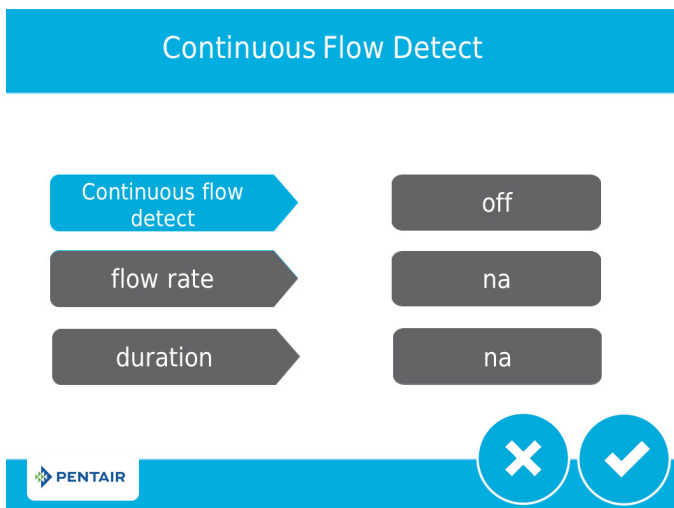 Continuous Flow Detect
Continuous flow
detect
off
flow rate
na
duration
na
PENTAIR